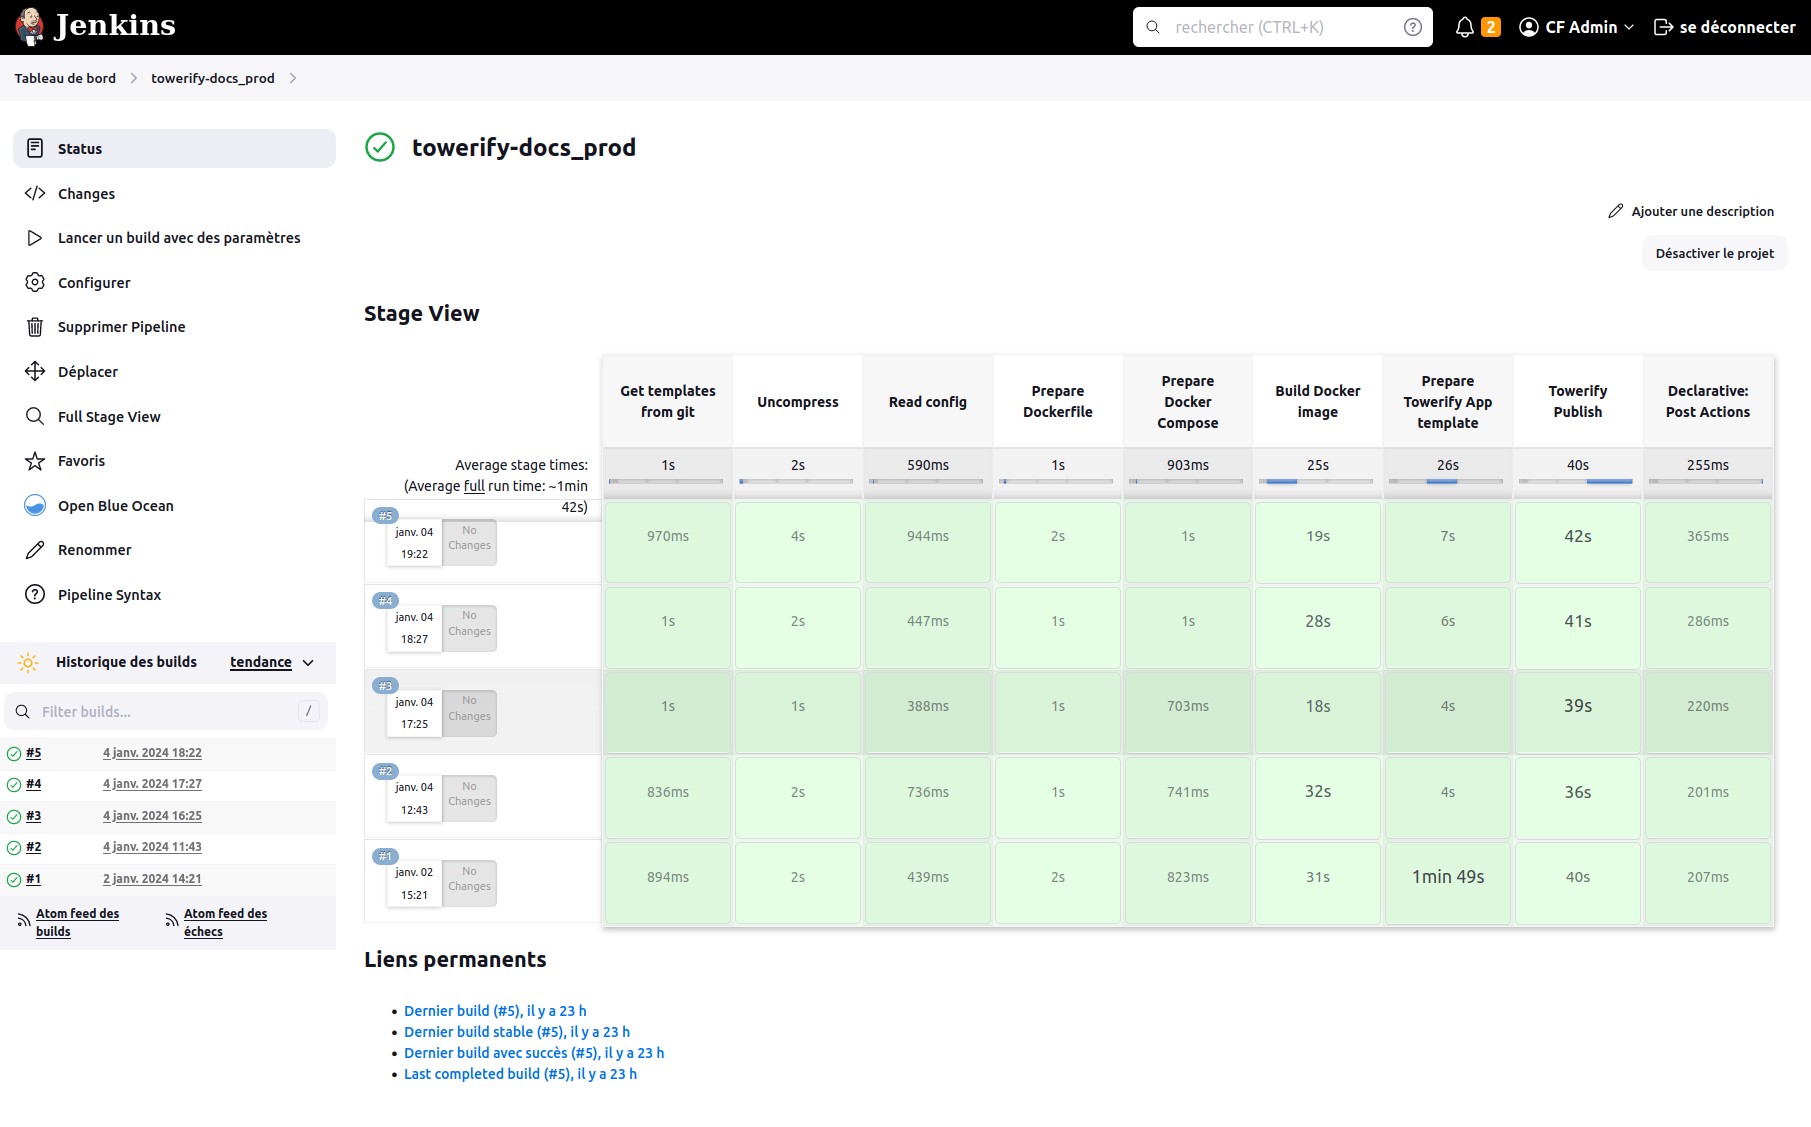 Jenkins
rechercher (CTRL+K)
?
2
CF Admin
se déconnecter
Tableau de bord
towerify-docs_prod
Status
Changes
Lancer un build avec des paramètres
Configurer
Supprimer Pipeline
Déplacer
Full Stage View
Favoris
Open Blue Ocean
Renommer
Pipeline Syntax
Historique des builds
tendance
Filter builds...
/
#5 4 janv. 2024 18:22
#4 4 janv. 2024 17:27
#3 4 janv. 2024 16:25
#2 4 janv. 2024 11:43
#1 2 janv. 2024 14:21
Atom feed des
builds
Atom feed des
échecs
towerify-docs_prod
Ajouter une description
Désactiver le projet
Stage View
Get templates
from git
Uncompress
Read config
Prepare
Dockerfile
Prepare
Docker
Compose
Build Docker
image
Prepare
Towerify App
template
Towerify
Publish
Declarative:
Post Actions
Average stage times:
(Average full run time: ~1min
42s)
1s 2s 590ms 1s 903ms 25s 26s 40s 255ms
#5
janv. 04
19:22
No
Changes
970ms 4s 944ms 2s 1s 19s 7s 42s 365ms
#4
janv. 04
18:27
No
Changes
1s 2s 447ms 1s 1s 28s 6s 41s 286ms
#3
janv. 04
17:25
No
Changes
1s 1s 388ms 1s 703ms 18s 4s 39s 220ms
#2
janv. 04
12:43
No
Changes
836ms 2s 736ms 1s 741ms 32s 4s 36s 201ms
#1
janv. 02
15:21
No
Changes
894ms 2s 439ms 2s 823ms 31s 1min 49s 40s 207ms
Liens permanents
Dernier build (#5), il y a 23 h
Dernier build stable (#5), il y a 23 h
Dernier build avec succès (#5), il y a 23 h
Last completed build (#5), il y a 23 h